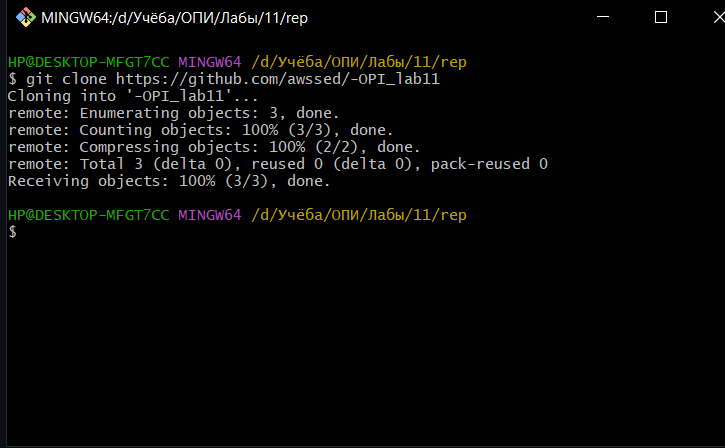 MINGW64:/d/Учёба/ОПИ/Лабы/11/rep
HP@DESKTOP-MFGT7CC MINGW64 /d/Учёба/ОПИ/Лабы/11/rep
$ git clone https://github.com/awssed/-OPI_lab11
Cloning into '-OPI_lab11'...
remote: Enumerating objects: 3, done.
remote: Counting objects: 100% (3/3), done.
remote: Compressing objects: 100% (2/2), done.
remote: Total 3 (delta 0), reused 0 (delta 0), pack-reused 0
Receiving objects: 100% (3/3), done.
HP@DESKTOP-MFGT7CC MINGW64 /d/Учёба/ОПИ/Лабы/11/rep
$